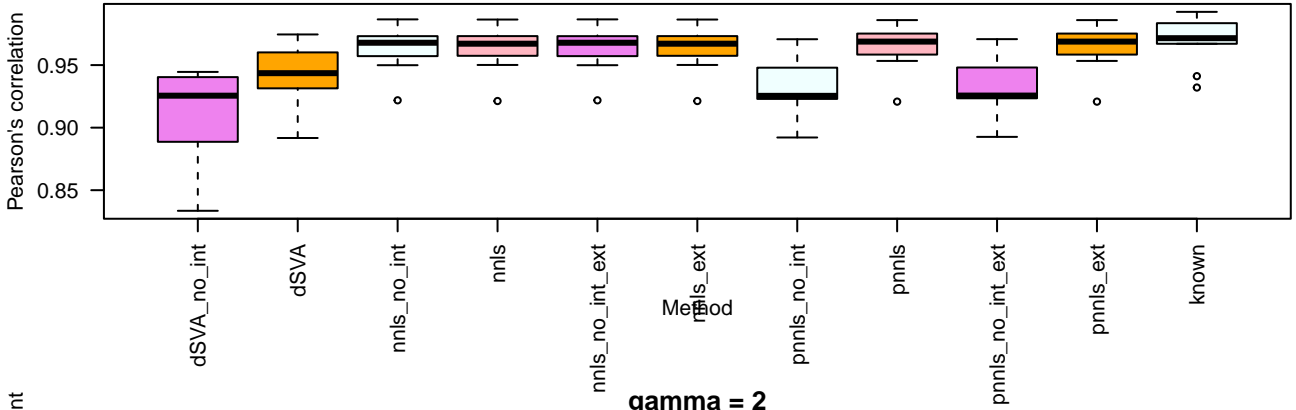 Pearson's correlation
0.95
0.90
0.85
dSVA_no_int
dSVA
nnls_no_int
nnls
nnls_no_int_ext
nnls_ext
pnnls_no_int
pnnls
pnnls_no_int_ext
pnnls_ext
known
Method
gamma = 2
nt